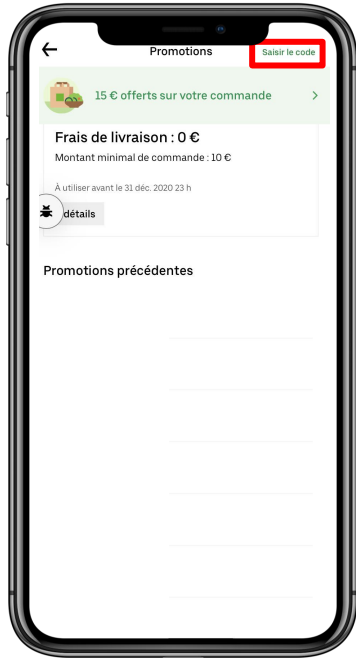 Promotions
Saisir le code
15 € offerts sur votre commande
Frais de livraison : 0 €
Montant minimal de commande : 10 €
À utiliser avant le 31 déc. 2020 23 h
détails
Promotions précédentes